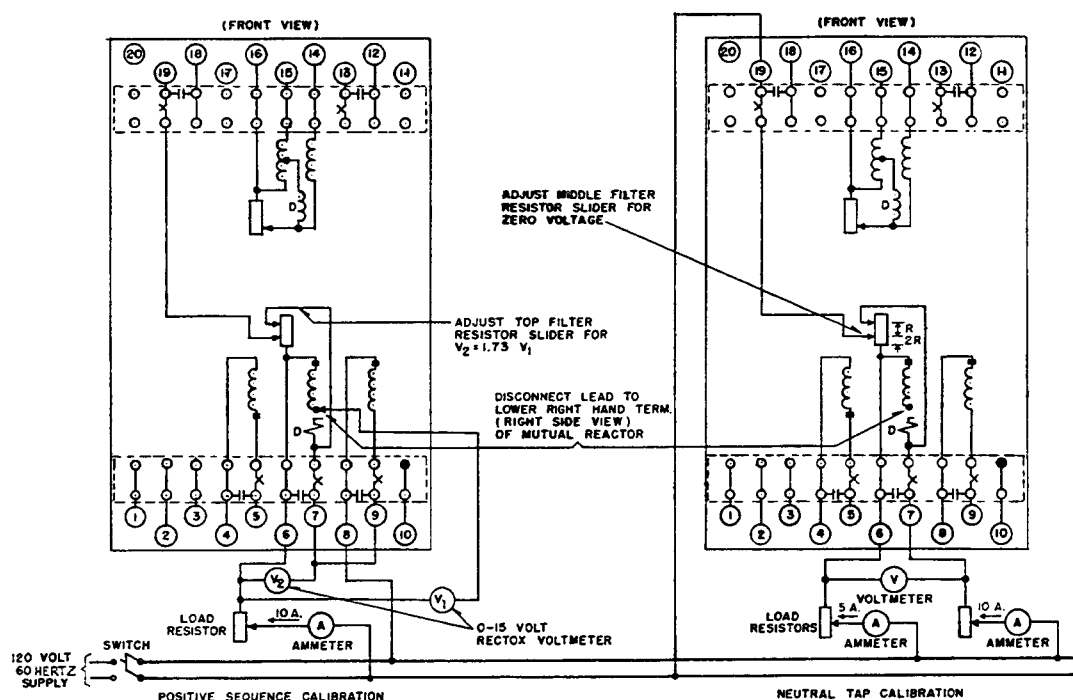 (FRONT VIEW)
20 19 18 17 16 15 14 13 12 11
D
ADJUST TOP FILTER
RESISTOR SLIDER FOR
V2=1.73 V1
D
1 2 3 4 5 6 7 8 9 10
V2
V1
LOAD
RESISTOR
10 A.
A
AMMETER
0-15 VOLT
RECTOX VOLTMETER
120 VOLT
60 HERTZ
SUPPLY
SWITCH
POSITIVE SEQUENCE CALIBRATION
(FRONT VIEW)
20 19 18 17 16 15 14 13 12 11
D
ADJUST MIDDLE FILTER
RESISTOR SLIDER FOR
ZERO VOLTAGE
R
2R
DISCONNECT LEAD TO
LOWER RIGHT HAND TERM.
(RIGHT SIDE VIEW)
OF MUTUAL REACTOR
D
1 2 3 4 5 6 7 8 9 10
V
VOLTMETER
LOAD
RESISTORS
5 A.
A
AMMETER
10 A.
A
AMMETER
NEUTRAL TAP CALIBRATION